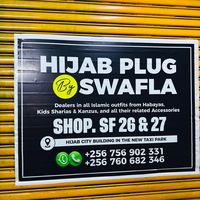 HIJAB PLUG
By SWAFLA
Dealers in all Islamic outfits from Habayas,
Kids Sharias & Kanzus, and all their related Accessories
SHOP. SF 26 & 27
HIJAB CITY BUILDING IN THE NEW TAXI PARK
+256 756 902 331
+256 760 682 346